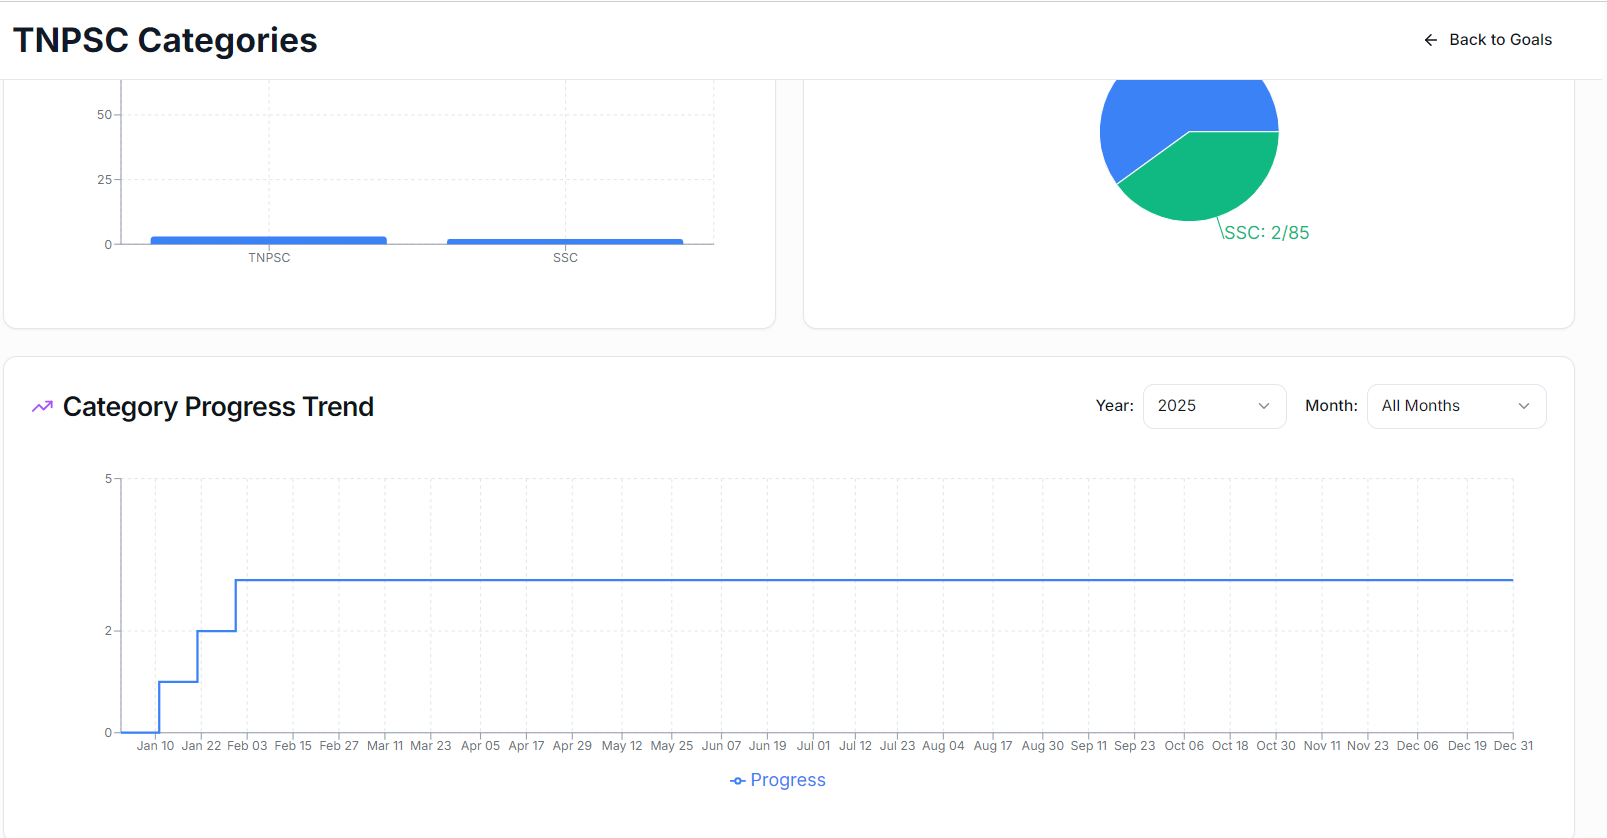 TNPSC Categories
Back to Goals
50
25
0
TNPSC SSC
SSC: 2/85
Category Progress Trend
Year: 2025 Month: All Months
5
2
0
Jan 10 Jan 22 Feb 03 Feb 15 Feb 27 Mar 11 Mar 23 Apr 05 Apr 17 Apr 29 May 12 May 25 Jun 07 Jun 19 Jul 01 Jul 12 Jul 23 Aug 04 Aug 17 Aug 30 Sep 11 Sep 23 Oct 06 Oct 18 Oct 30 Nov 11 Nov 23 Dec 06 Dec 19 Dec 31
Progress